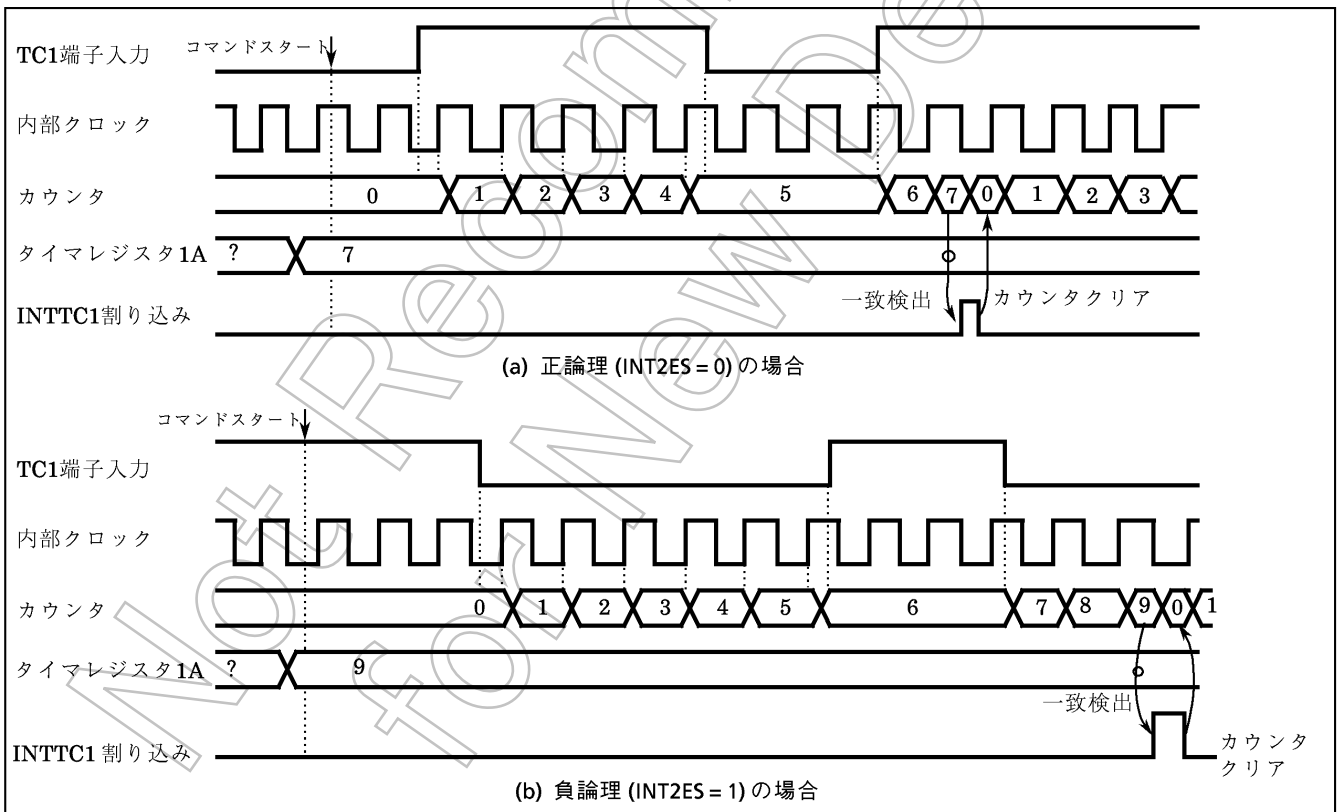 コマンドスタート
TC1端子入力
内部クロック
カウンタ 0 1 2 3 4 5 6 7 0 1 2 3
タイマレジスタ1A ? 7
一致検出 カウンタクリア
INTTC1割り込み
(a) 正論理 (INT2ES = 0) の場合
コマンドスタート
TC1端子入力
内部クロック
カウンタ 0 1 2 3 4 5 6 7 8 9 0 1
タイマレジスタ1A ? 9
一致検出
INTTC1 割り込み
カウンタ
クリア
(b) 負論理 (INT2ES = 1) の場合
Not Recom
for New De